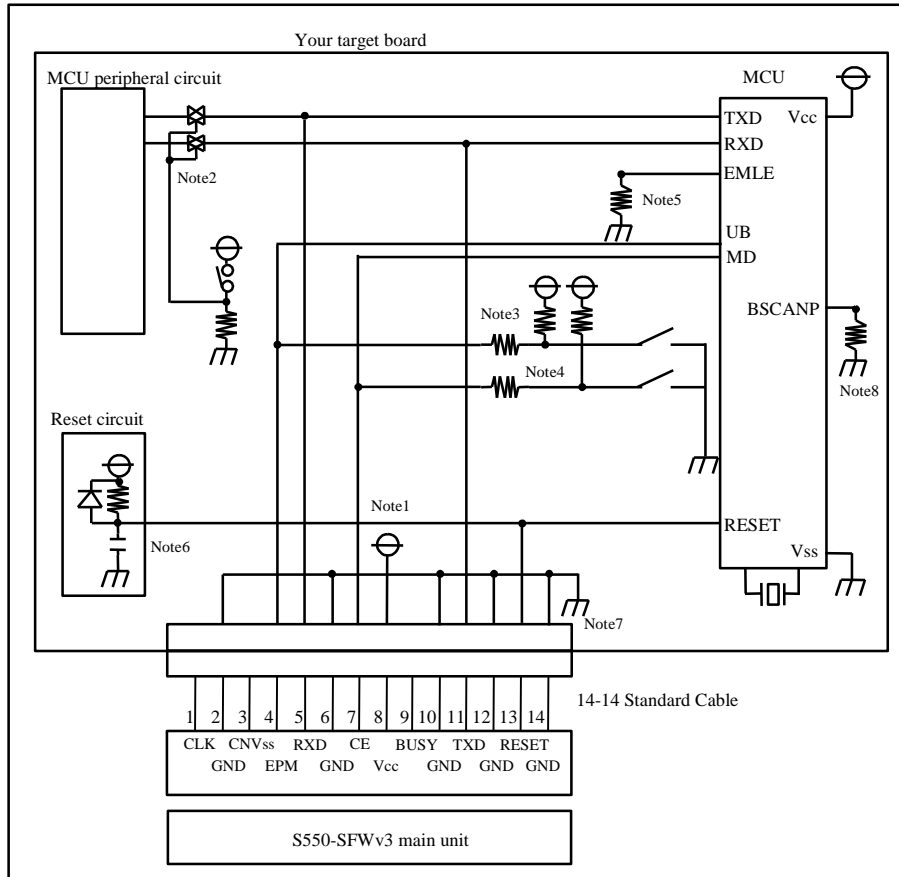 Your target board
MCU peripheral circuit
MCU
TXD
Vcc
RXD
Note2
EMLE
Note5
UB
MD
BSCANP
Note3
Note4
Note8
Reset circuit
Note1
RESET
Note6
Vss
Note7
14-14 Standard Cable
1 2 3 4 5 6 7 8 9 10 11 12 13 14
CLK CNVss RXD CE BUSY TXD RESET
GND EPM GND Vcc GND GND GND
S550-SFWv3 main unit